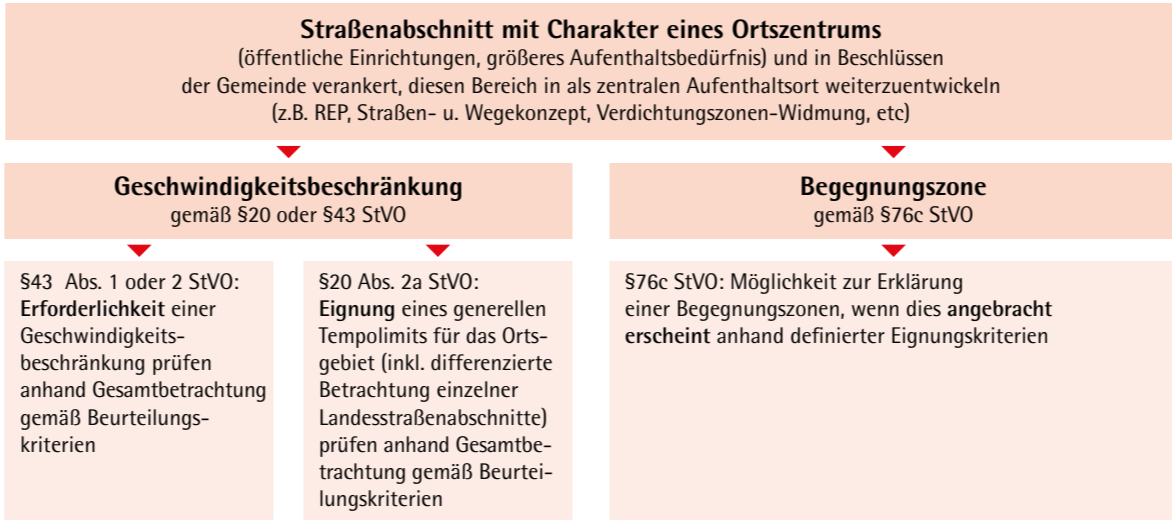 Straßenabschnitt mit Charakter eines Ortszentrums
(öffentliche Einrichtungen, größeres Aufenthaltsbedürfnis) und in Beschlüssen
der Gemeinde verankert, diesen Bereich in als zentralen Aufenthaltsort weiterzuentwickeln
(z.B. REP, Straßen- u. Wegekonzept, Verdichtungszonen-Widmung, etc)
Geschwindigkeitsbeschränkung
gemäß §20 oder §43 StVO
§43 Abs. 1 oder 2 StVO:
Erforderlichkeit einer
Geschwindigkeits-
beschränkung prüfen
anhand Gesamtbetrachtung
gemäß Beurteilungs-
kriterien
§20 Abs. 2a StVO:
Eignung eines generellen
Tempolimits für das Orts-
gebiet (inkl. differenzierte
Betrachtung einzelner
Landesstraßenabschnitte)
prüfen anhand Gesamtbe-
trachtung gemäß Beurtei-
lungskriterien
Begegnungszone
gemäß §76c StVO
§76c StVO: Möglichkeit zur Erklärung
einer Begegnungszonen, wenn dies angebracht
erscheint anhand definierter Eignungskriterien